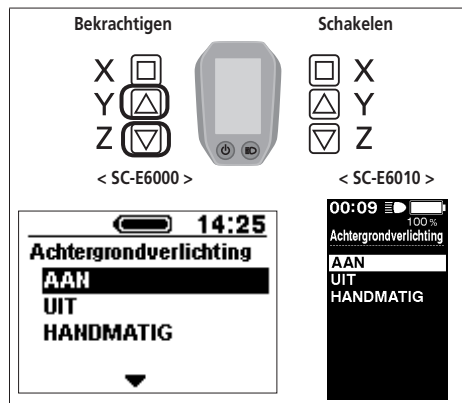 Bekrachtigen Schakelen
X X
Y Y
Z Z
< SC-E6000 > < SC-E6010 >
14:25
Achtergrondverlichting
AAN
UIT
HANDMATIG
00:09
100 %
Achtergrondverlichting
AAN
UIT
HANDMATIG